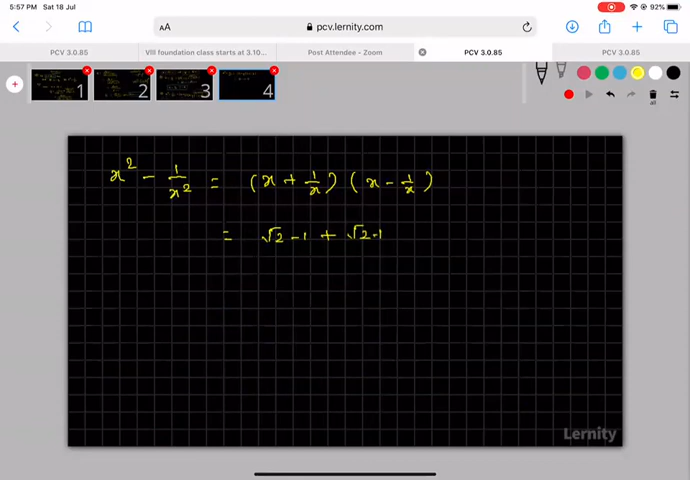 5:57 PM Sat 18 Jul 92%
AA pcv.lernity.com
PCV 3.0.85 VIII foundation class starts at 3.10... Post Attendee - Zoom PCV 3.0.85 PCV 3.0.85
1 2 3 4 all
x² - 1/x² = (x + 1/x) (x - 1/x)
= √2 -1 + √2-1
Lernity